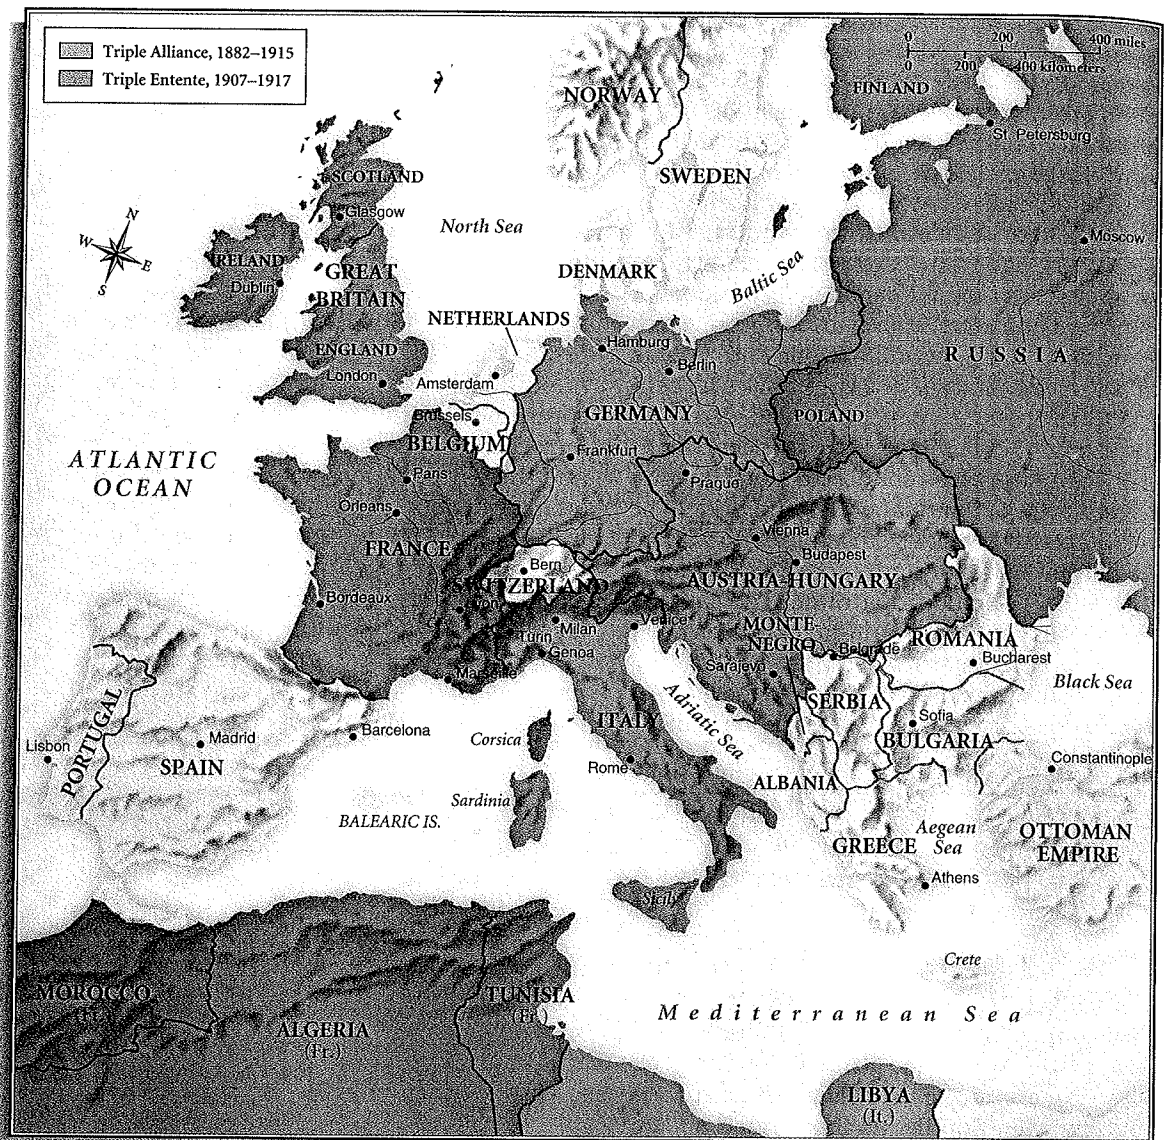 Triple Alliance, 1882–1915
Triple Entente, 1907–1917
0 200 400 miles
0 200 400 kilometers
NORWAY
FINLAND
St. Petersburg
SWEDEN
SCOTLAND
Glasgow
North Sea
Moscow
N
W
E
S
IRELAND
Dublin
GREAT
BRITAIN
DENMARK
Baltic Sea
NETHERLANDS
ENGLAND
London
Hamburg
Berlin
RUSSIA
Amsterdam
Brussels
BELGIUM
GERMANY
POLAND
ATLANTIC
OCEAN
Paris
Frankfurt
Prague
Orleans
FRANCE
Vienna
Budapest
Bern
SWITZERLAND
AUSTRIA-HUNGARY
Bordeaux
Lyon
Milan
Venice
Turin
Genoa
MONTE-
NEGRO
Belgrade
ROMANIA
Bucharest
Marseille
Sarajevo
Black Sea
PORTUGAL
SERBIA
Lisbon
Madrid
SPAIN
Barcelona
Corsica
ITALY
Adriatic Sea
Sofia
BULGARIA
Constantinople
Rome
ALBANIA
Sardinia
BALEARIC IS.
GREECE
Aegean
Sea
OTTOMAN
EMPIRE
Athens
Sicily
Crete
MOROCCO
(Fr.)
TUNISIA
(Fr.)
ALGERIA
(Fr.)
Mediterranean Sea
LIBYA
(It.)